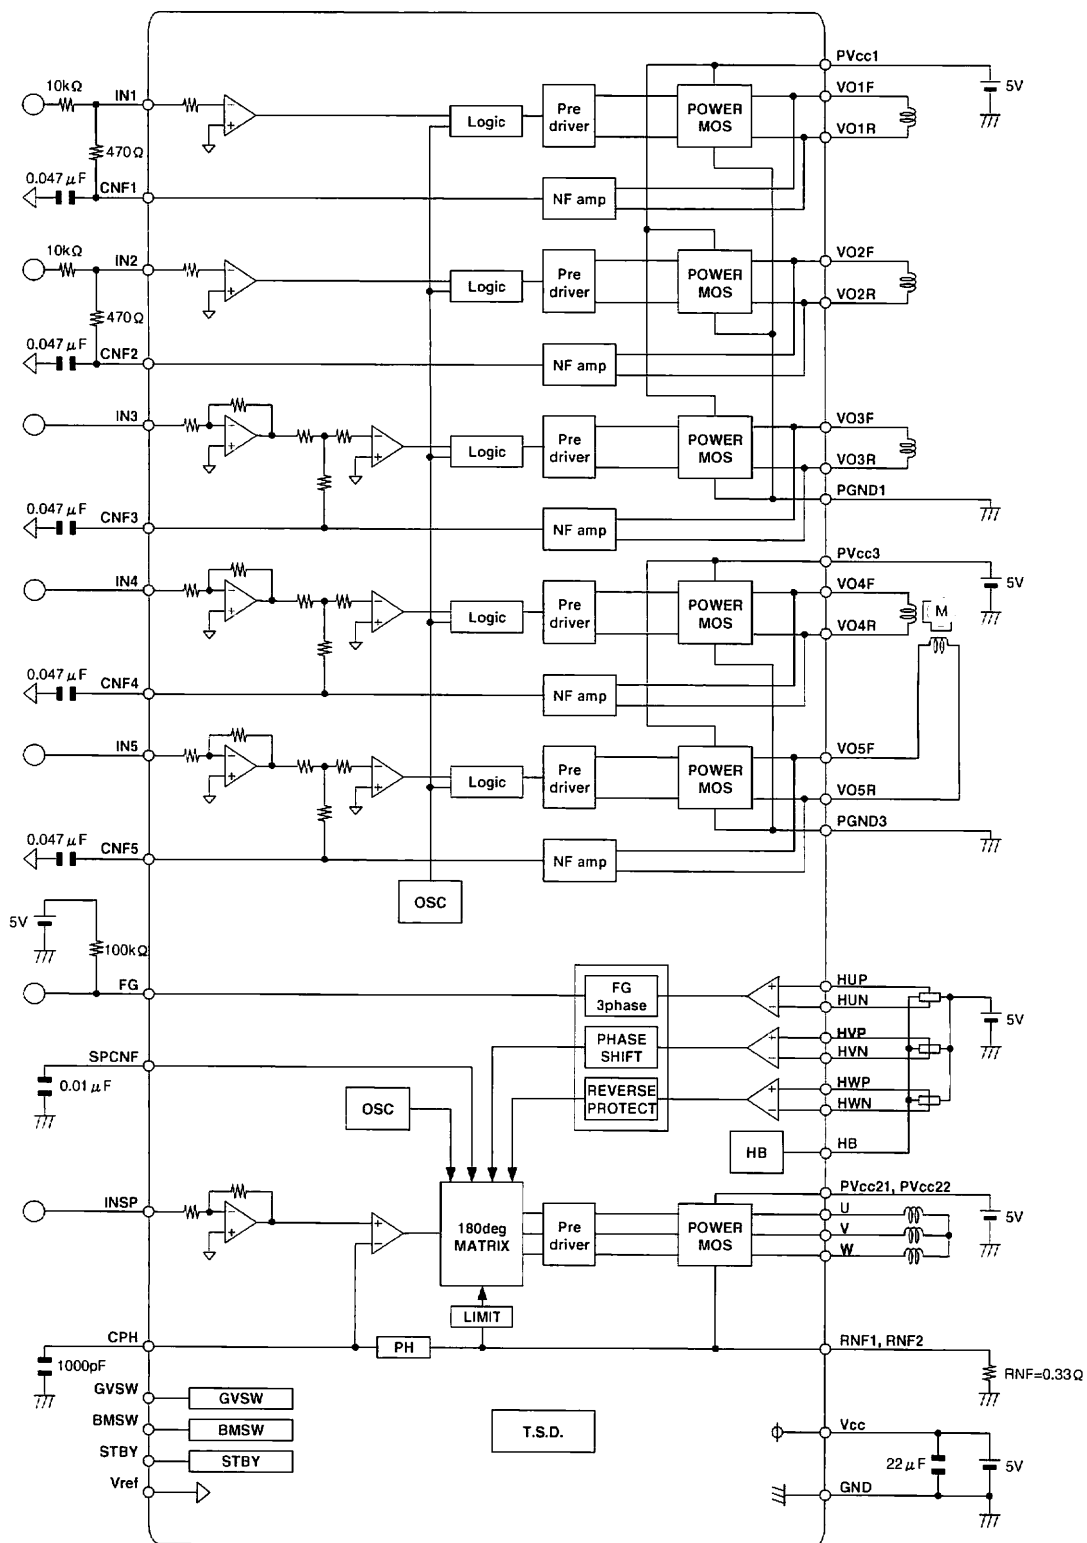 PVcc1
10kΩ
IN1
VO1F
5V
Logic
Pre
driver
POWER
MOS
VO1R
470Ω
0.047μF
CNF1
NF amp
10kΩ
IN2
VO2F
Logic
Pre
driver
POWER
MOS
VO2R
470Ω
0.047μF
CNF2
NF amp
IN3
VO3F
Logic
Pre
driver
POWER
MOS
VO3R
PGND1
0.047μF
CNF3
NF amp
PVcc3
5V
IN4
VO4F
Logic
Pre
driver
POWER
MOS
M
VO4R
0.047μF
CNF4
NF amp
IN5
VO5F
Logic
Pre
driver
POWER
MOS
VO5R
PGND3
0.047μF
CNF5
NF amp
OSC
5V
100kΩ
FG
FG
3phase
HUP
HUN
5V
PHASE
SHIFT
HVP
HVN
SPCNF
0.01μF
REVERSE
PROTECT
HWP
HWN
OSC
HB
HB
PVcc21, PVcc22
INSP
180deg
MATRIX
Pre
driver
POWER
MOS
U
V
W
5V
LIMIT
CPH
PH
RNF1, RNF2
1000pF
RNF=0.33Ω
GVSW
GVSW
BMSW
BMSW
T.S.D.
Vcc
STBY
STBY
22μF
5V
Vref
GND